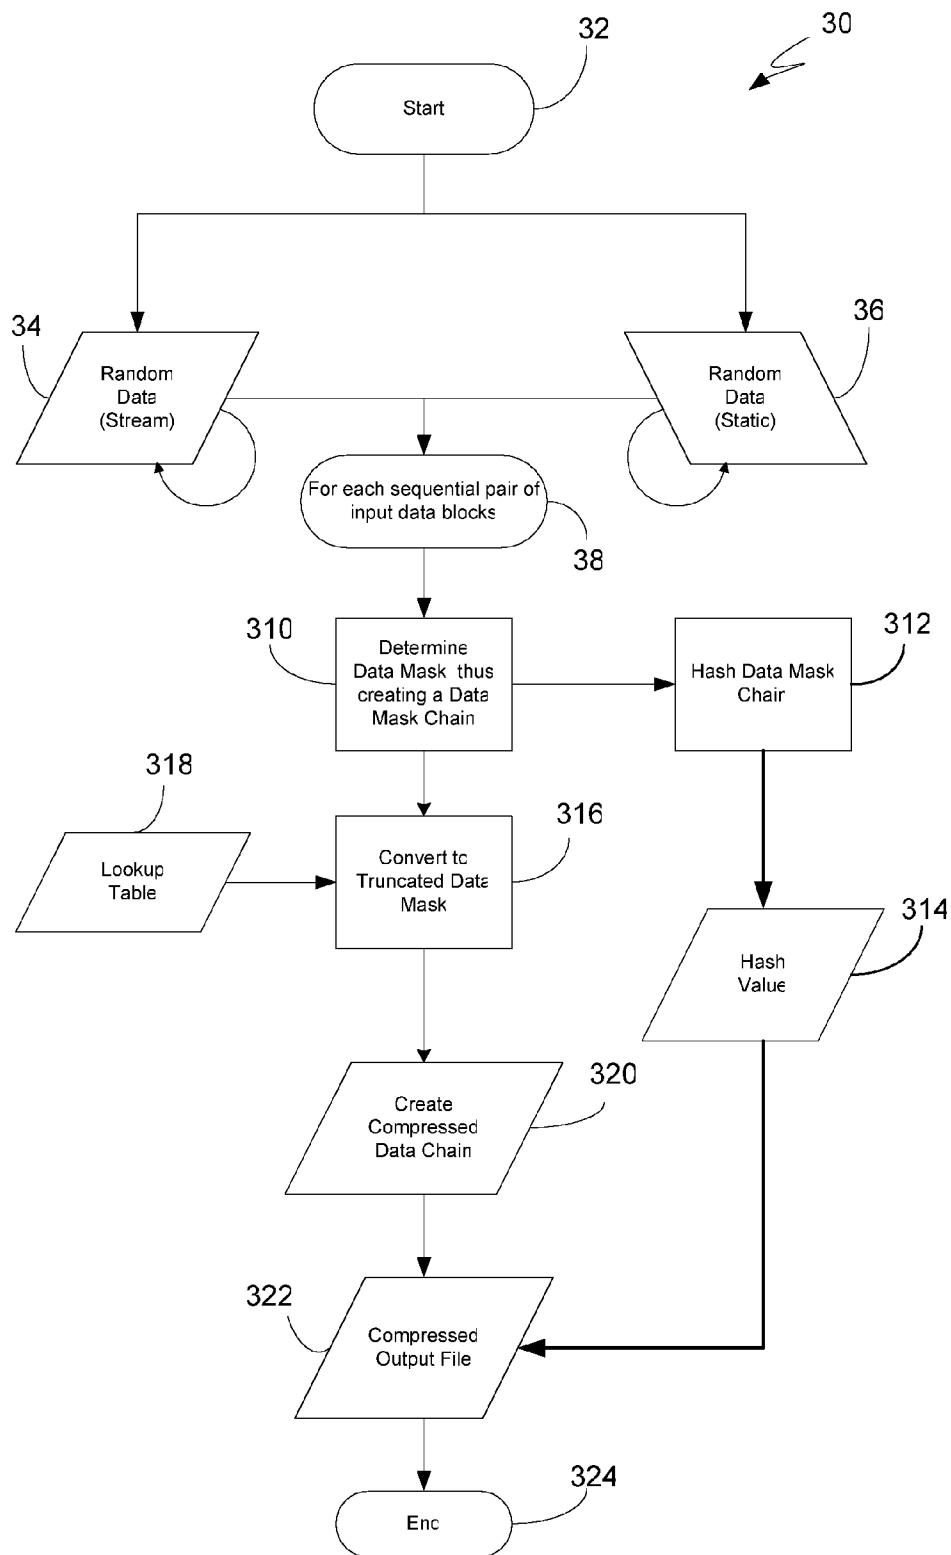 32
30
Start
34
36
Random
Data
(Stream)
Random
Data
(Static)
For each sequential pair of
input data blocks
38
310
312
Determine
Data Mask thus
creating a Data
Mask Chain
Hash Data Mask
Chair
318
316
Lookup
Table
Convert to
Truncated Data
Mask
314
Hash
Value
320
Create
Compressed
Data Chain
322
Compressed
Output File
324
Enc